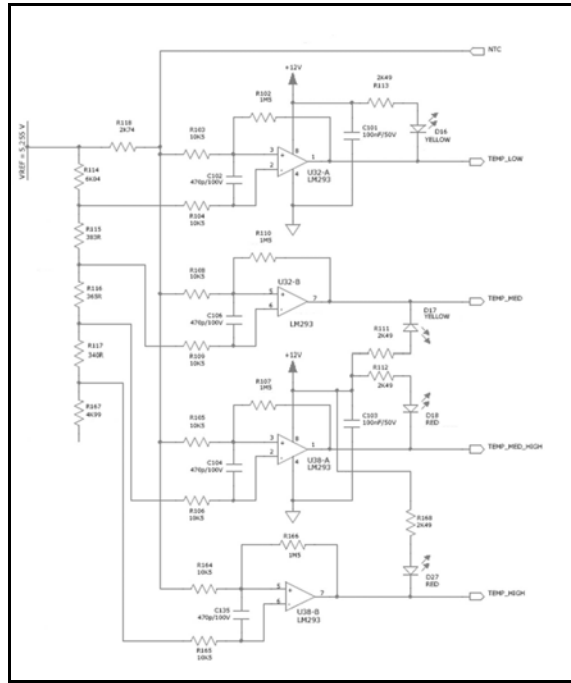 NTC
+12V
R102
1M5
2K49
R113
D16
YELLOW
R118
2K74
R103
10K5
C101
100nF/50V
VREF = 5,255 V
3
8
1
2
4
TEMP_LOW
R114
6K04
C102
470p/100V
U32-A
LM293
R104
10K5
R115
R110
1M5
R116
365R
R108
10K5
U32-B
5
7
6
TEMP_MED
C106
470p/100V
D17
YELLOW
LM293
R109
10K5
R111
2K49
R117
340R
+12V
R112
2K49
R107
1M5
R167
4K99
R105
10K5
C103
100nF/50V
D18
RED
3
8
1
2
4
TEMP_MED_HIGH
C104
470p/100V
U38-A
LM293
R106
10K5
R168
2K49
R166
1M5
R164
10K5
D27
RED
5
7
6
TEMP_HIGH
C135
470p/100V
U38-B
LM293
R165
10K5